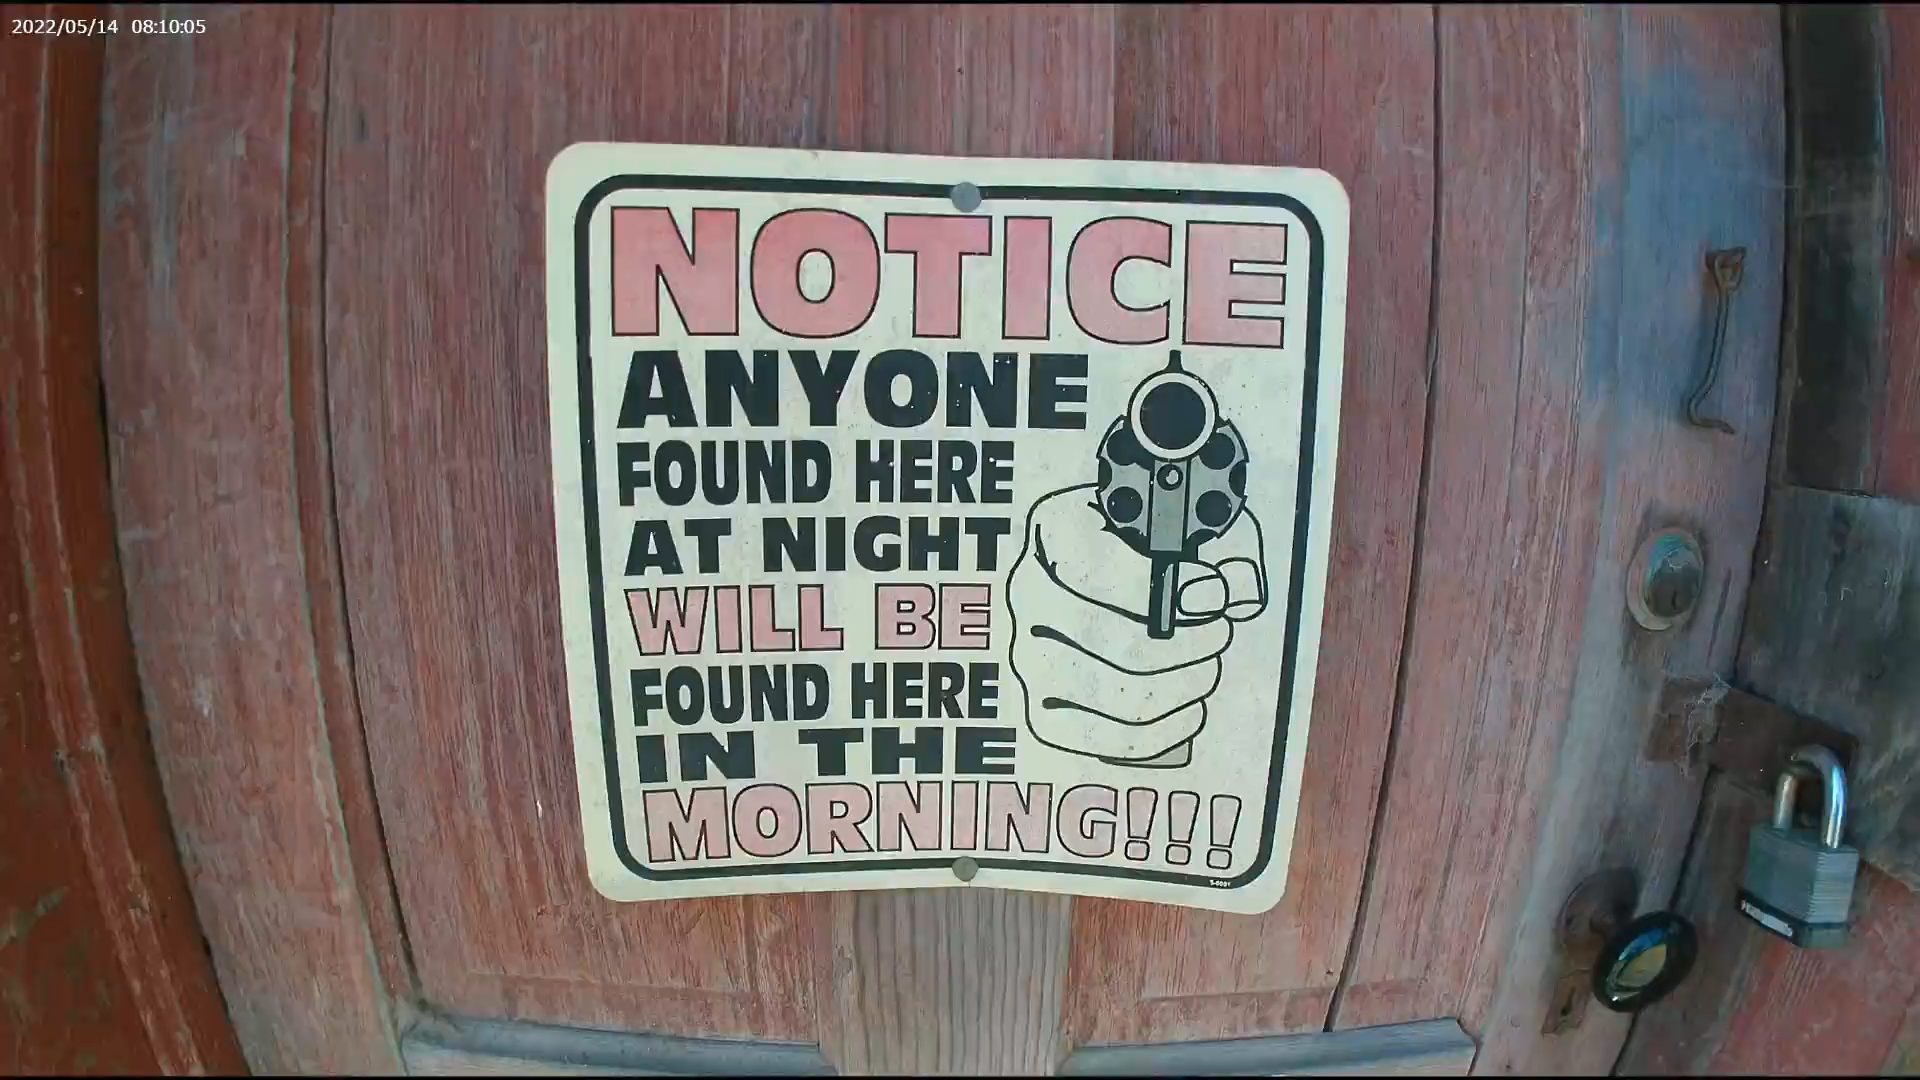 2022/05/14 08:10:05
NOTICE
ANYONE
FOUND HERE
AT NIGHT
WILL BE
FOUND HERE
IN THE
MORNING!!!